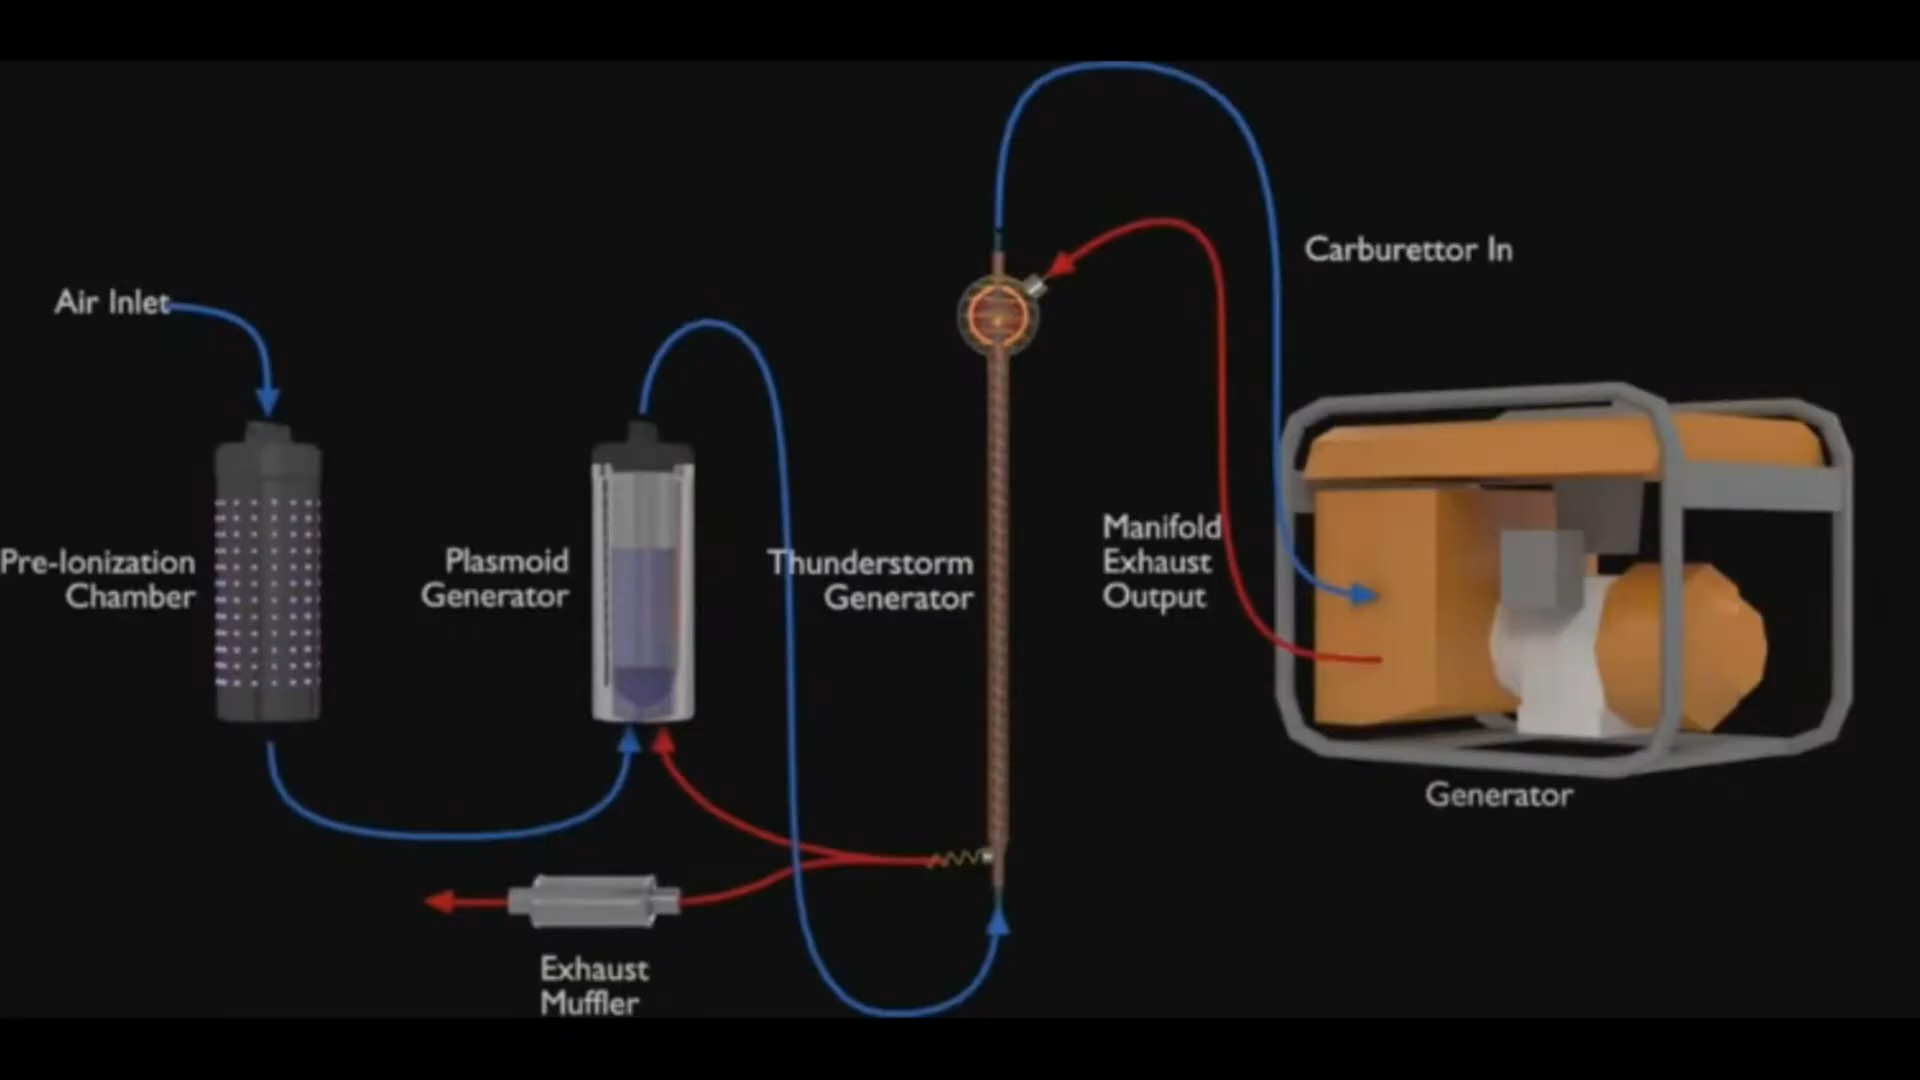 Air Inlet
Pre-Ionization
Chamber
Plasmoid
Generator
Thunderstorm
Generator
Carburettor In
Manifold
Exhaust
Output
Generator
Exhaust
Muffler